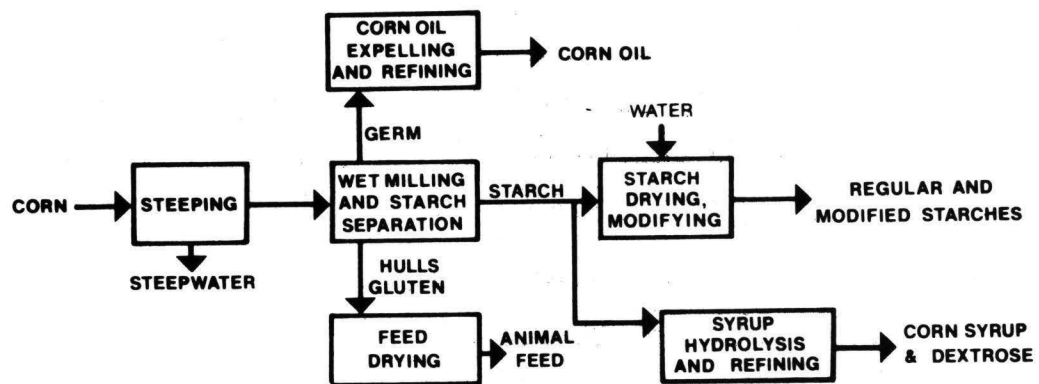 CORN OIL
EXPELLING
AND REFINING
CORN OIL
GERM
WATER
CORN
STEEPING
WET MILLING
AND STARCH
SEPARATION
STARCH
STARCH
DRYING,
MODIFYING
REGULAR AND
MODIFIED STARCHES
STEEPWATER
HULLS
GLUTEN
FEED
DRYING
ANIMAL
FEED
SYRUP
HYDROLYSIS
AND REFINING
CORN SYRUP
& DEXTROSE